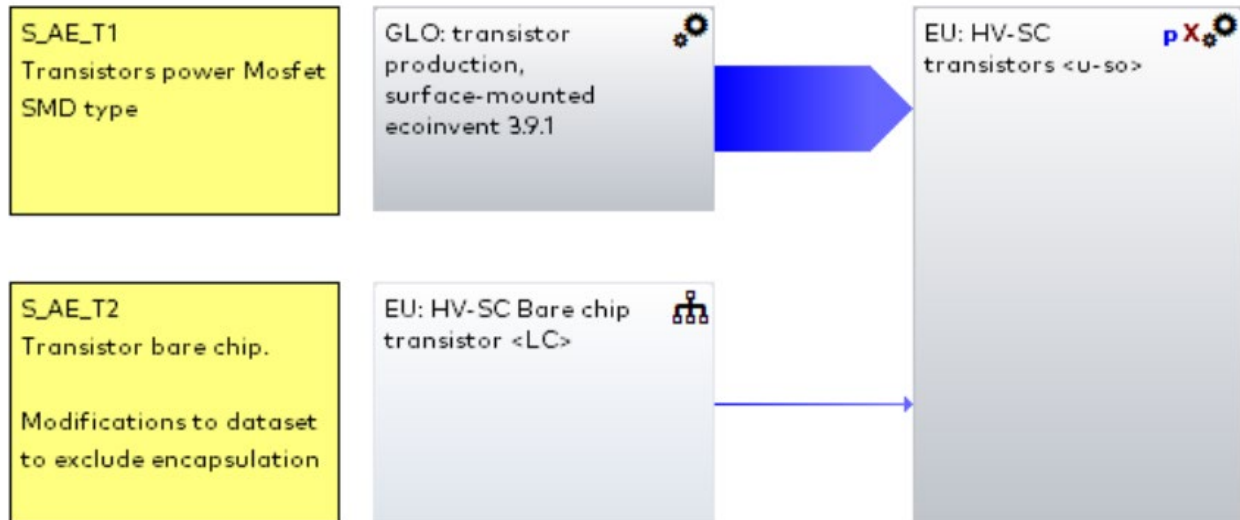 S_AE_T1
Transistors power Mosfet
SMD type
GLO: transistor
production,
surface-mounted
ecoinvent 3.9.1
EU: HV-SC
transistors <u-so>
pX
S_AE_T2
Transistor bare chip.
Modifications to dataset
to exclude encapsulation
EU: HV-SC Bare chip
transistor <LC>